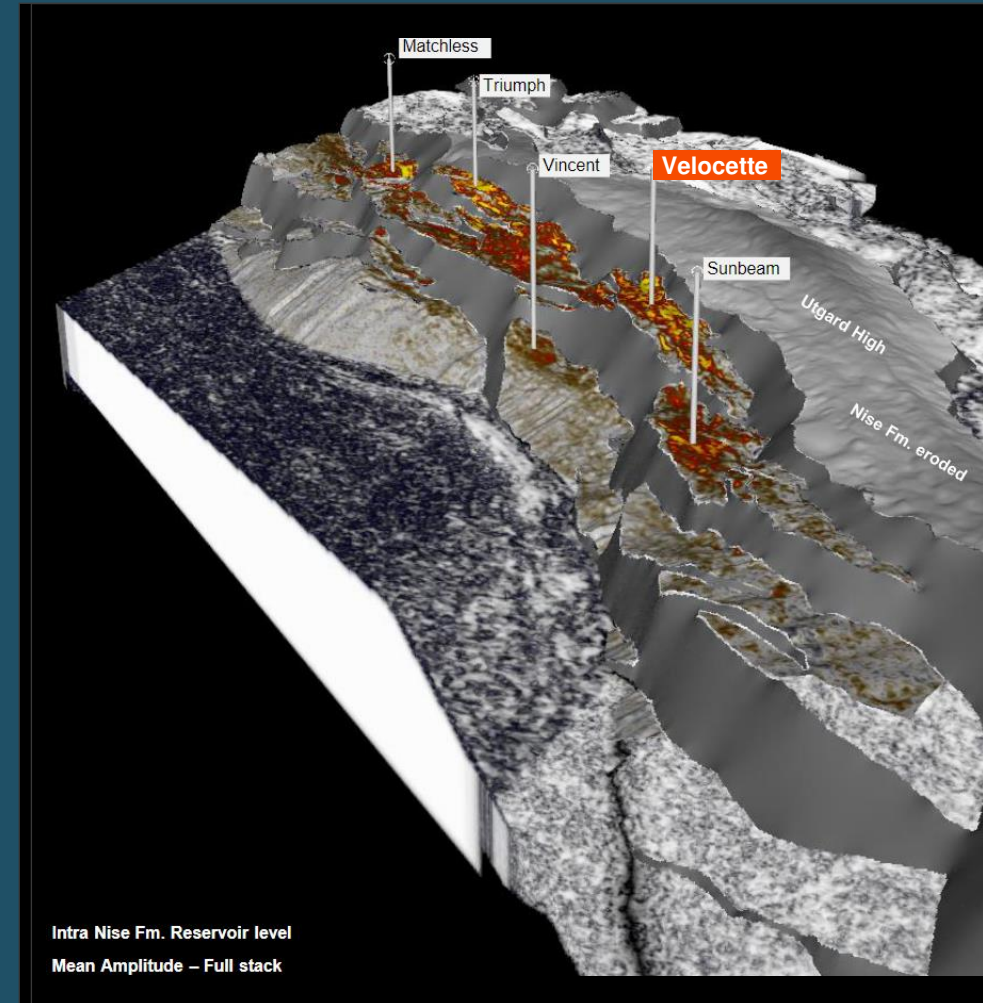 Matchless
Triumph
Vincent
Velocette
Sunbeam
Utgard High
Nise Fm. eroded
Intra Nise Fm. Reservoir level
Mean Amplitude – Full stack